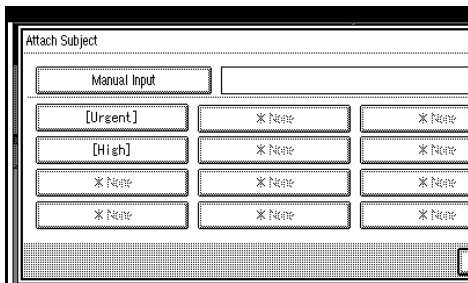 Attach Subject
Manual Input
[Urgent] * None * None
[High] * None * None
* None * None * None
* None * None * None